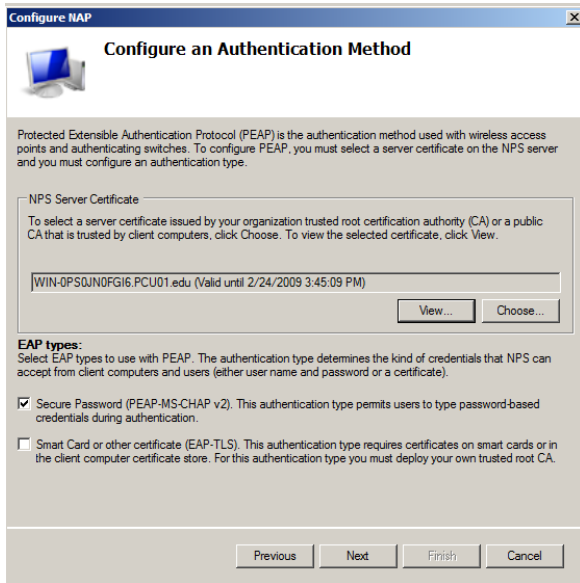 Configure NAP
Configure an Authentication Method
Protected Extensible Authentication Protocol (PEAP) is the authentication method used with wireless access
points and authenticating switches. To configure PEAP, you must select a server certificate on the NPS server
and you must configure an authentication type.
NPS Server Certificate
To select a server certificate issued by your organization trusted root certification authority (CA) or a public
CA that is trusted by client computers, click Choose. To view the selected certificate, click View.
WIN-0PS0JN0FGI6.PCU01.edu (Valid until 2/24/2009 3:45:09 PM)
View... Choose...
EAP types:
Select EAP types to use with PEAP. The authentication type determines the kind of credentials that NPS can
accept from client computers and users (either user name and password or a certificate).
Secure Password (PEAP-MS-CHAP v2). This authentication type permits users to type password-based
credentials during authentication.
Smart Card or other certificate (EAP-TLS). This authentication type requires certificates on smart cards or in
the client computer certificate store. For this authentication type you must deploy your own trusted root CA.
Previous Next Finish Cancel